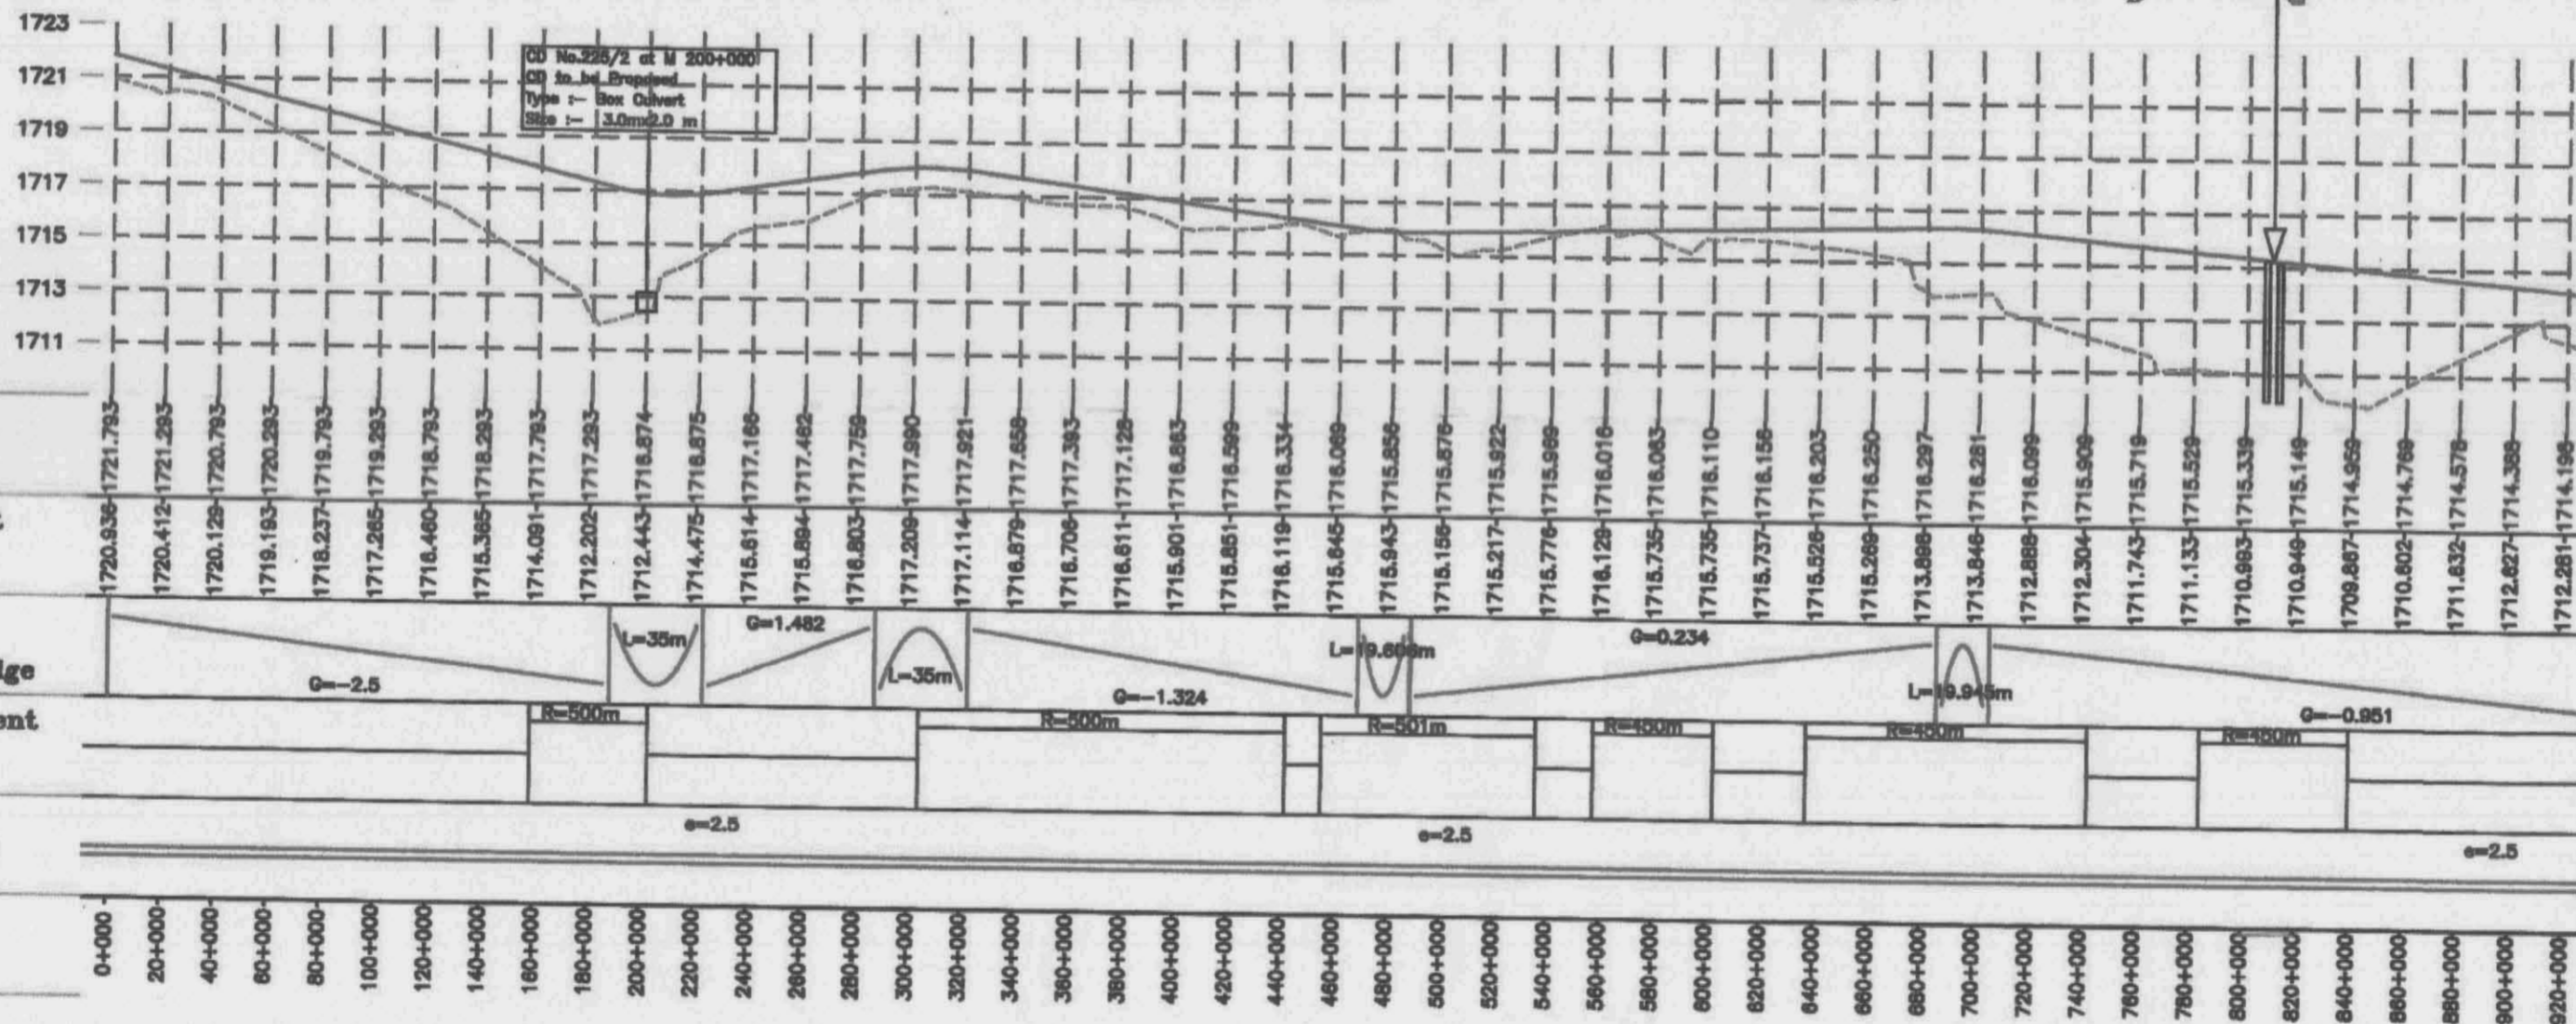 1723
1721
1719
1717
1715
1713
1711
CD No.225/2 at M 200+000
CD to be Propdsed
Type :- Box Culvert
Size :- 3.0mx2.0 m
1721.793 1721.293 1720.793 1720.293 1719.793 1719.293 1718.793 1718.293 1717.793 1717.293 1716.874 1716.875 1717.166 1717.462 1717.759 1717.990 1717.921 1717.658 1717.393 1717.128 1716.863 1716.599 1716.334 1716.069 1715.856 1715.876 1715.922 1715.969 1716.016 1716.063 1716.110 1716.156 1716.203 1716.250 1716.297 1716.281 1716.099 1715.909 1715.719 1715.529 1715.339 1715.149 1714.959 1714.769 1714.578 1714.388 1714.198
1720.936 1720.412 1720.129 1719.193 1718.237 1717.265 1716.460 1715.365 1714.091 1712.202 1712.443 1714.475 1715.614 1715.894 1716.803 1717.209 1717.114 1716.879 1716.706 1716.611 1715.901 1715.851 1716.119 1715.645 1715.943 1715.156 1715.217 1715.776 1716.129 1715.735 1715.735 1715.737 1715.526 1715.269 1713.898 1713.846 1712.888 1712.304 1711.743 1711.133 1710.993 1710.949 1709.867 1710.802 1711.632 1712.627 1712.281
G=-2.5
L=35m
G=1.482
L=35m
G=-1.324
L=19.606m
G=0.234
L=19.945m
G=-0.951
R=500m
R=500m
R=501m
R=450m
R=450m
R=450m
e=2.5
e=2.5
e=2.5
0+000 20+000 40+000 60+000 80+000 100+000 120+000 140+000 160+000 180+000 200+000 220+000 240+000 260+000 280+000 300+000 320+000 340+000 360+000 380+000 400+000 420+000 440+000 460+000 480+000 500+000 520+000 540+000 560+000 580+000 600+000 620+000 640+000 660+000 680+000 700+000 720+000 740+000 760+000 780+000 800+000 820+000 840+000 860+000 880+000 900+000 920+000